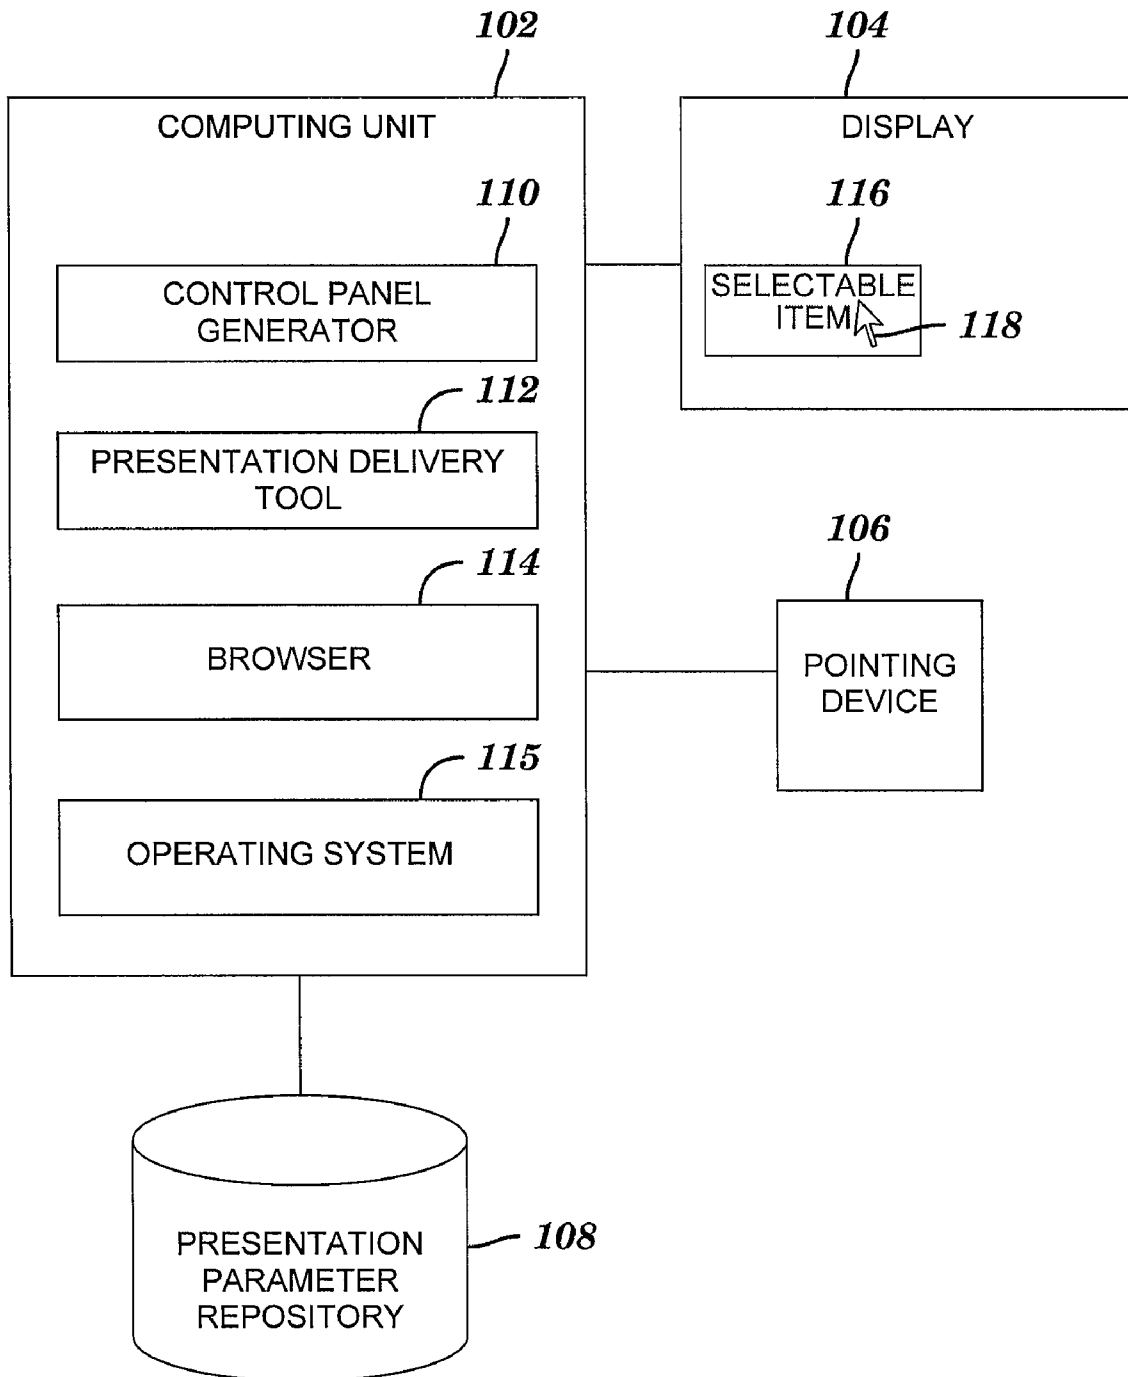 102
104
COMPUTING UNIT
DISPLAY
110
116
CONTROL PANEL
GENERATOR
SELECTABLE
ITEM
118
112
PRESENTATION DELIVERY
TOOL
106
114
BROWSER
POINTING
DEVICE
115
OPERATING SYSTEM
108
PRESENTATION
PARAMETER
REPOSITORY